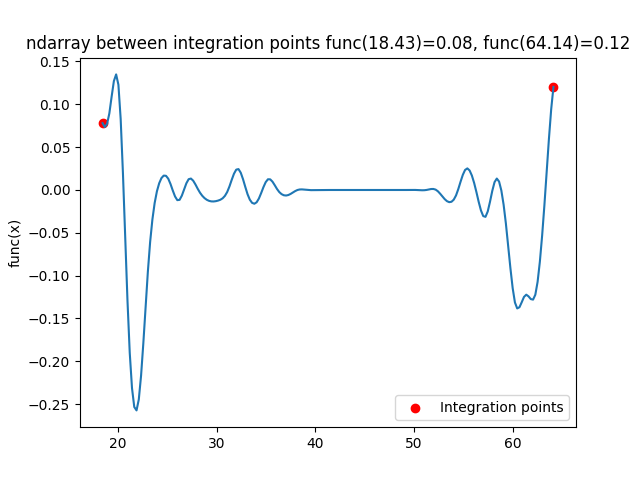 ndarray between integration points func(18.43)=0.08, func(64.14)=0.12
0.15
0.10
0.05
0.00
−0.05
−0.10
−0.15
−0.20
−0.25
func(x)
Integration points
20 30 40 50 60